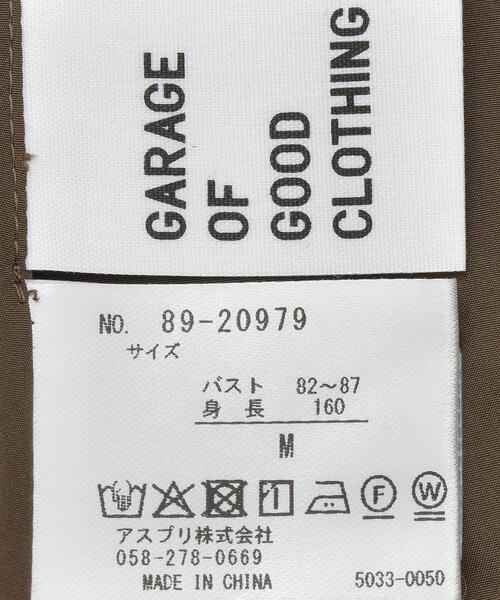 GARAGE
OF
GOOD
CLOTHING
NO. 89-20979
サイズ
バスト 82～87
身長 160
M
F W
アスプリ株式会社
058-278-0669
MADE IN CHINA 5033-0050